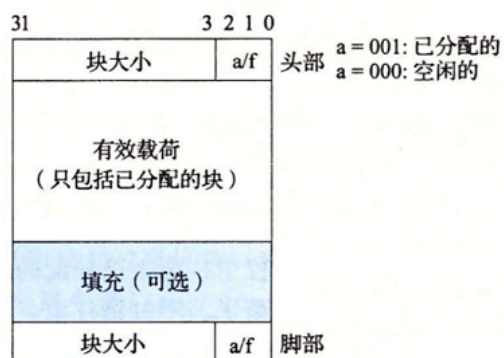 31 3 2 1 0
块大小 a/f 头部 a = 001: 已分配的
a = 000: 空闲的
有效载荷
（只包括已分配的块）
填充（可选）
块大小 a/f 脚部